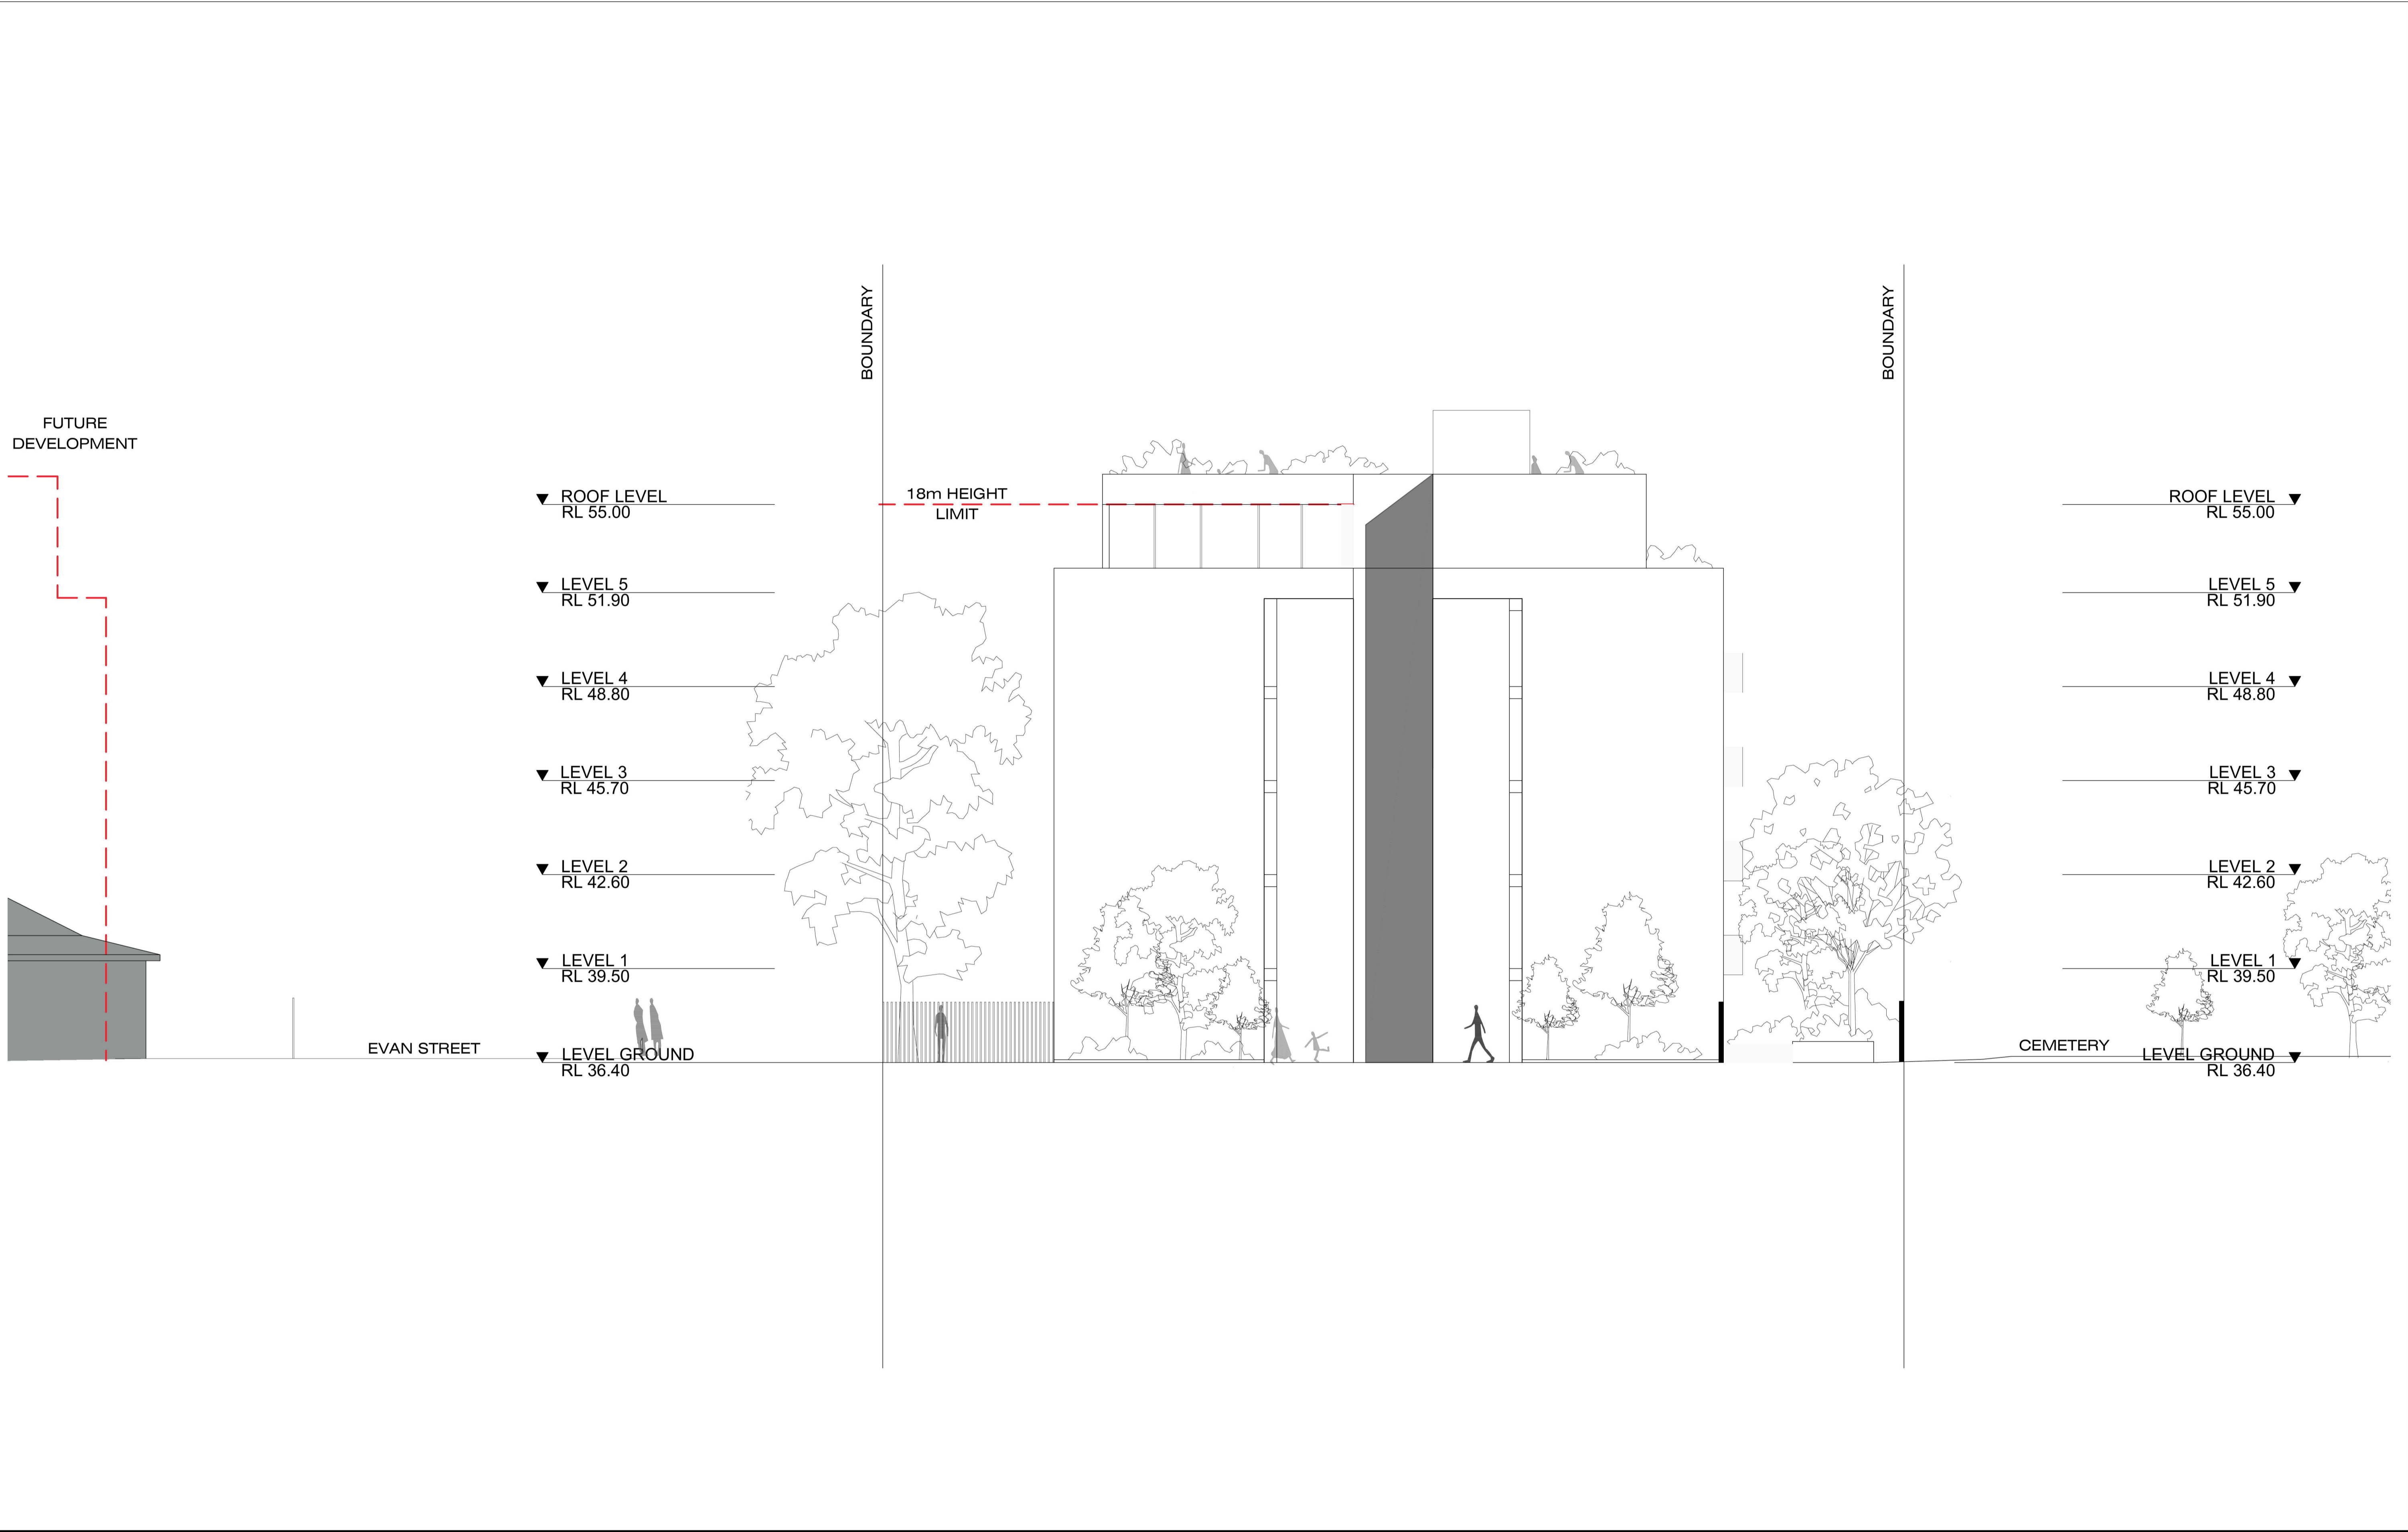 BOUNDARY
BOUNDARY
FUTURE
DEVELOPMENT
ROOF LEVEL
RL 55.00
18m HEIGHT
LIMIT
ROOF LEVEL
RL 55.00
LEVEL 5
RL 51.90
LEVEL 5
RL 51.90
LEVEL 4
RL 48.80
LEVEL 4
RL 48.80
LEVEL 3
RL 45.70
LEVEL 3
RL 45.70
LEVEL 2
RL 42.60
LEVEL 2
RL 42.60
LEVEL 1
RL 39.50
LEVEL 1
RL 39.50
EVAN STREET
LEVEL GROUND
RL 36.40
CEMETERY
LEVEL GROUND
RL 36.40